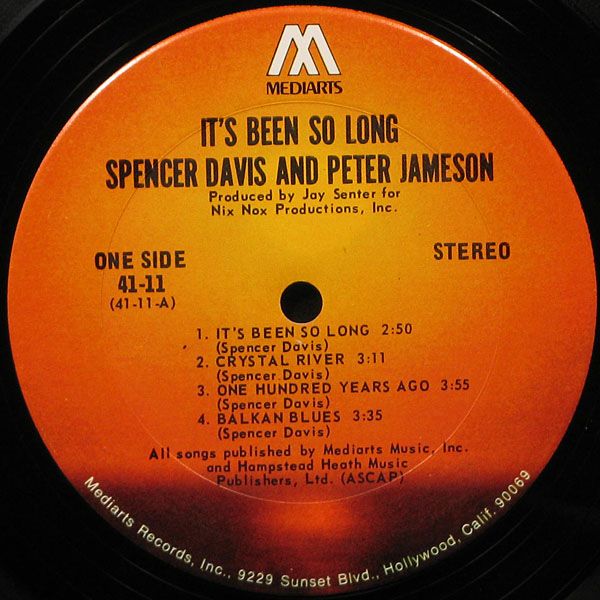 MEDIARTS
IT'S BEEN SO LONG
SPENCER DAVIS AND PETER JAMESON
Produced by Jay Senter for
Nix Nox Productions, Inc.
ONE SIDE
41-11
(41-11-A)
STEREO
1. IT'S BEEN SO LONG 2:50
(Spencer Davis)
2. CRYSTAL RIVER 3:11
(Spencer Davis)
3. ONE HUNDRED YEARS AGO 3:55
(Spencer Davis)
4. BALKAN BLUES 3:35
(Spencer Davis)
All songs published by Mediarts Music, Inc.
and Hampstead Heath Music
Publishers, Ltd. (ASCAP)
Mediarts Records, Inc., 9229 Sunset Blvd., Hollywood, Calif. 90069